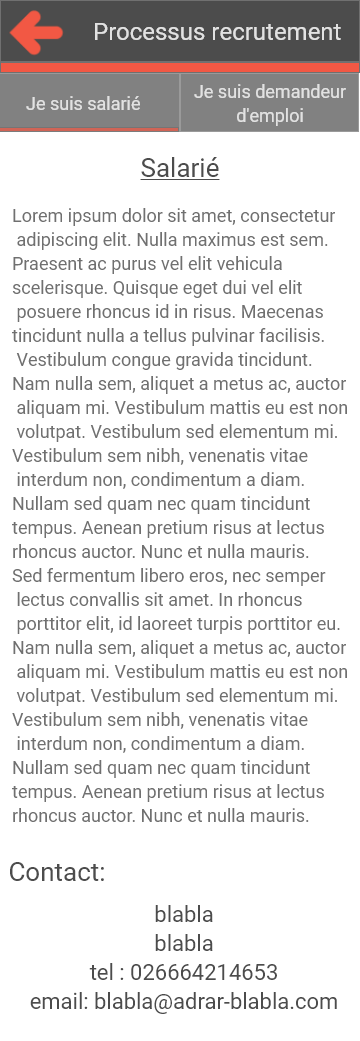 Processus recrutement
Je suis salarié
Je suis demandeur
d'emploi
Salarié
Lorem ipsum dolor sit amet, consectetur
adipiscing elit. Nulla maximus est sem.
Praesent ac purus vel elit vehicula
scelerisque. Quisque eget dui vel elit
posuere rhoncus id in risus. Maecenas
tincidunt nulla a tellus pulvinar facilisis.
Vestibulum congue gravida tincidunt.
Nam nulla sem, aliquet a metus ac, auctor
aliquam mi. Vestibulum mattis eu est non
volutpat. Vestibulum sed elementum mi.
Vestibulum sem nibh, venenatis vitae
interdum non, condimentum a diam.
Nullam sed quam nec quam tincidunt
tempus. Aenean pretium risus at lectus
rhoncus auctor. Nunc et nulla mauris.
Sed fermentum libero eros, nec semper
lectus convallis sit amet. In rhoncus
porttitor elit, id laoreet turpis porttitor eu.
Nam nulla sem, aliquet a metus ac, auctor
aliquam mi. Vestibulum mattis eu est non
volutpat. Vestibulum sed elementum mi.
Vestibulum sem nibh, venenatis vitae
interdum non, condimentum a diam.
Nullam sed quam nec quam tincidunt
tempus. Aenean pretium risus at lectus
rhoncus auctor. Nunc et nulla mauris.
Contact:
blabla
blabla
tel : 026664214653
email: blabla@adrar-blabla.com